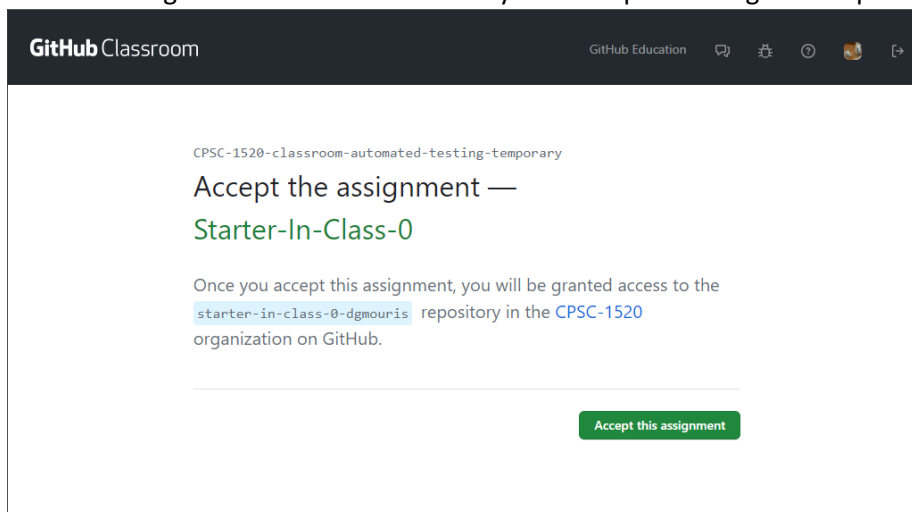 GitHub Classroom
GitHub Education
CPSC-1520-classroom-automated-testing-temporary
Accept the assignment —
Starter-In-Class-0
Once you accept this assignment, you will be granted access to the
starter-in-class-0-dgmouris repository in the CPSC-1520
organization on GitHub.
Accept this assignment